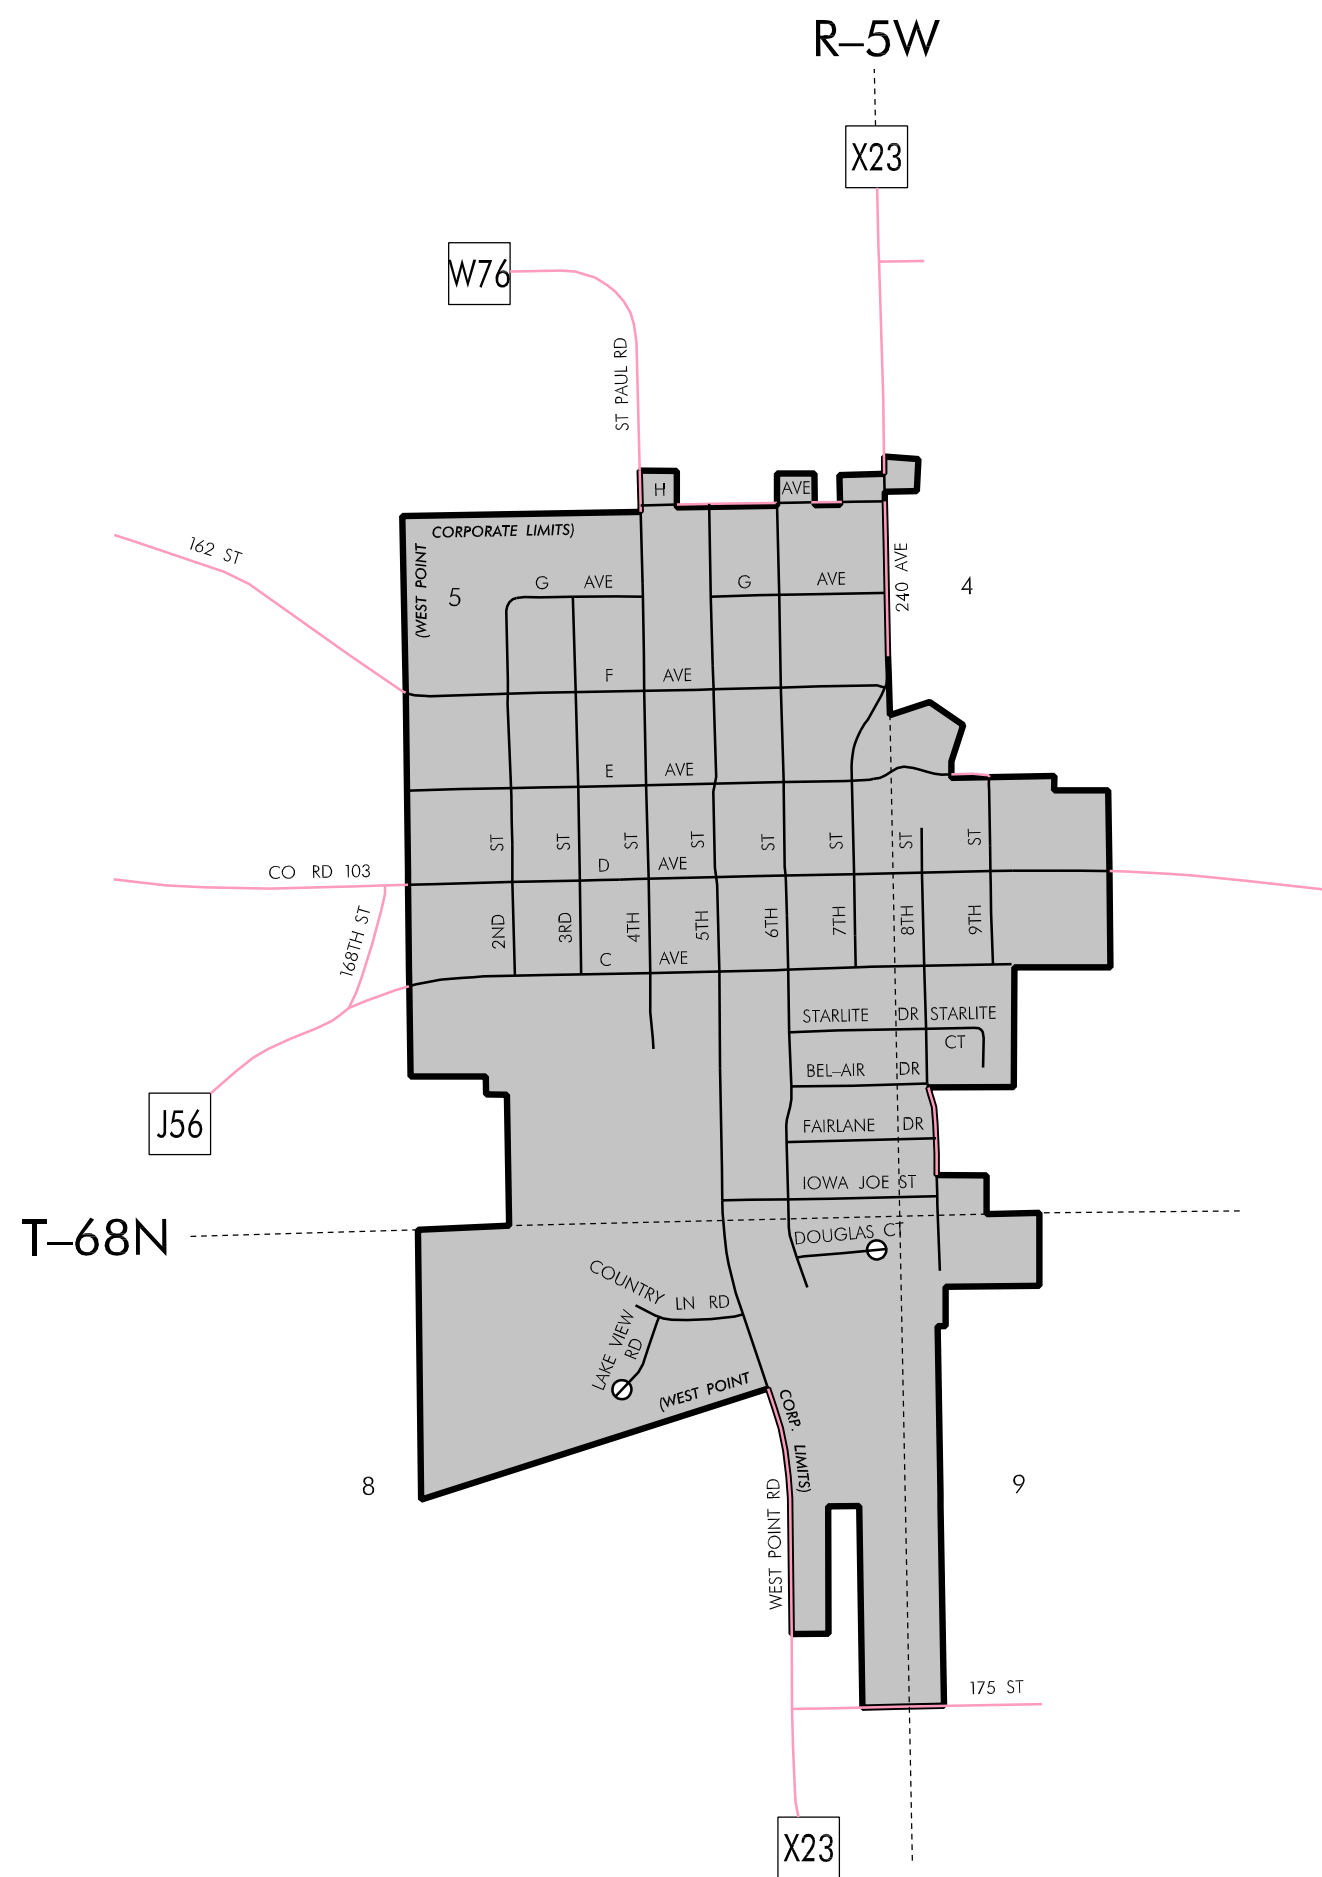 R–5W
X23
W76
ST PAUL RD
H
AVE
CORPORATE LIMITS)
(WEST POINT
162 ST
240 AVE
5
4
G AVE
G AVE
F AVE
E AVE
ST
ST
ST
ST
ST
ST
ST
ST
D AVE
CO RD 103
168TH ST
2ND
3RD
4TH
5TH
6TH
7TH
8TH
9TH
C AVE
STARLITE DR
STARLITE
CT
BEL–AIR DR
J56
FAIRLANE DR
IOWA JOE ST
T–68N
DOUGLAS CT
COUNTRY LN RD
LAKE VIEW
RD
(WEST POINT
CORP. LIMITS)
8
9
WEST POINT RD
175 ST
X23